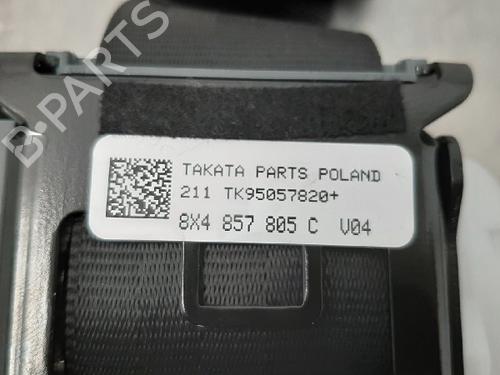 TAKATA PARTS POLAND
211 TK95057820+
8X4 857 805 C V04
B-PARTS